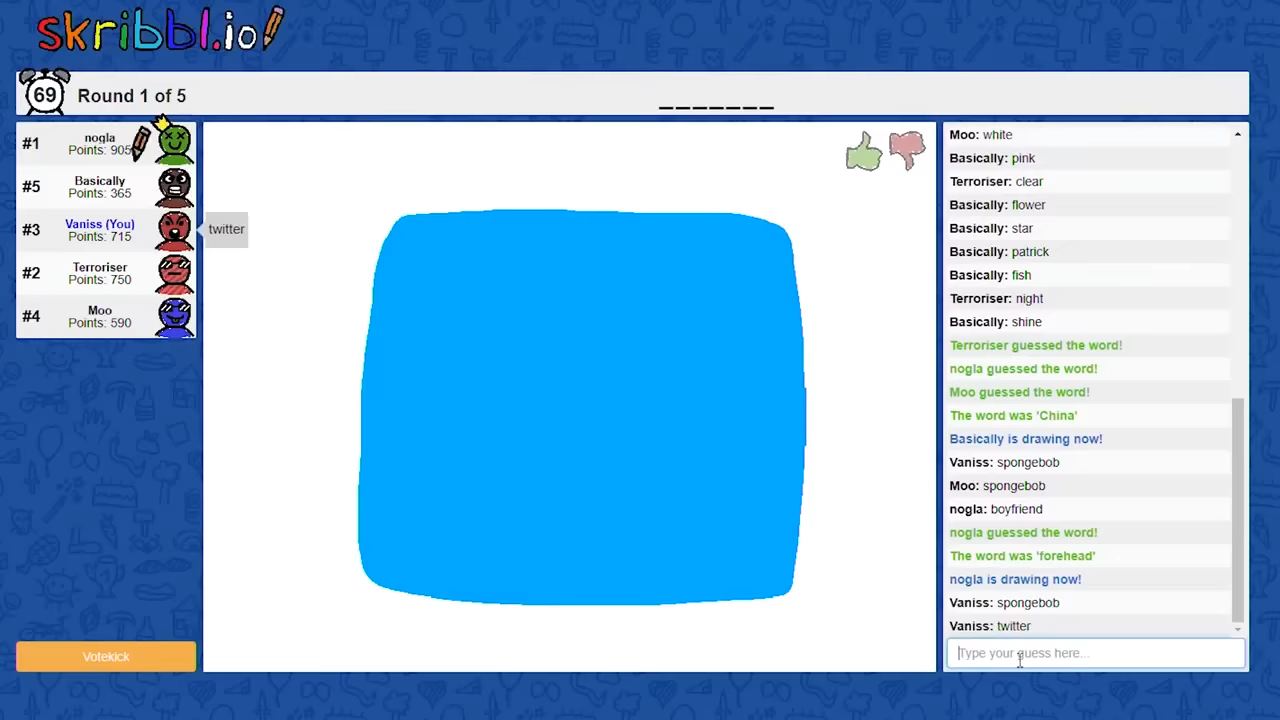 skribbl.io
69
Round 1 of 5
_______
#1
nogla
Points: 905
#5
Basically
Points: 365
#3
Vaniss (You)
Points: 715
twitter
#2
Terroriser
Points: 750
#4
Moo
Points: 590
Votekick
Moo: white
Basically: pink
Terroriser: clear
Basically: flower
Basically: star
Basically: patrick
Basically: fish
Terroriser: night
Basically: shine
Terroriser guessed the word!
nogla guessed the word!
Moo guessed the word!
The word was 'China'
Basically is drawing now!
Vaniss: spongebob
Moo: spongebob
nogla: boyfriend
nogla guessed the word!
The word was 'forehead'
nogla is drawing now!
Vaniss: spongebob
Vaniss: twitter
Type your guess here...